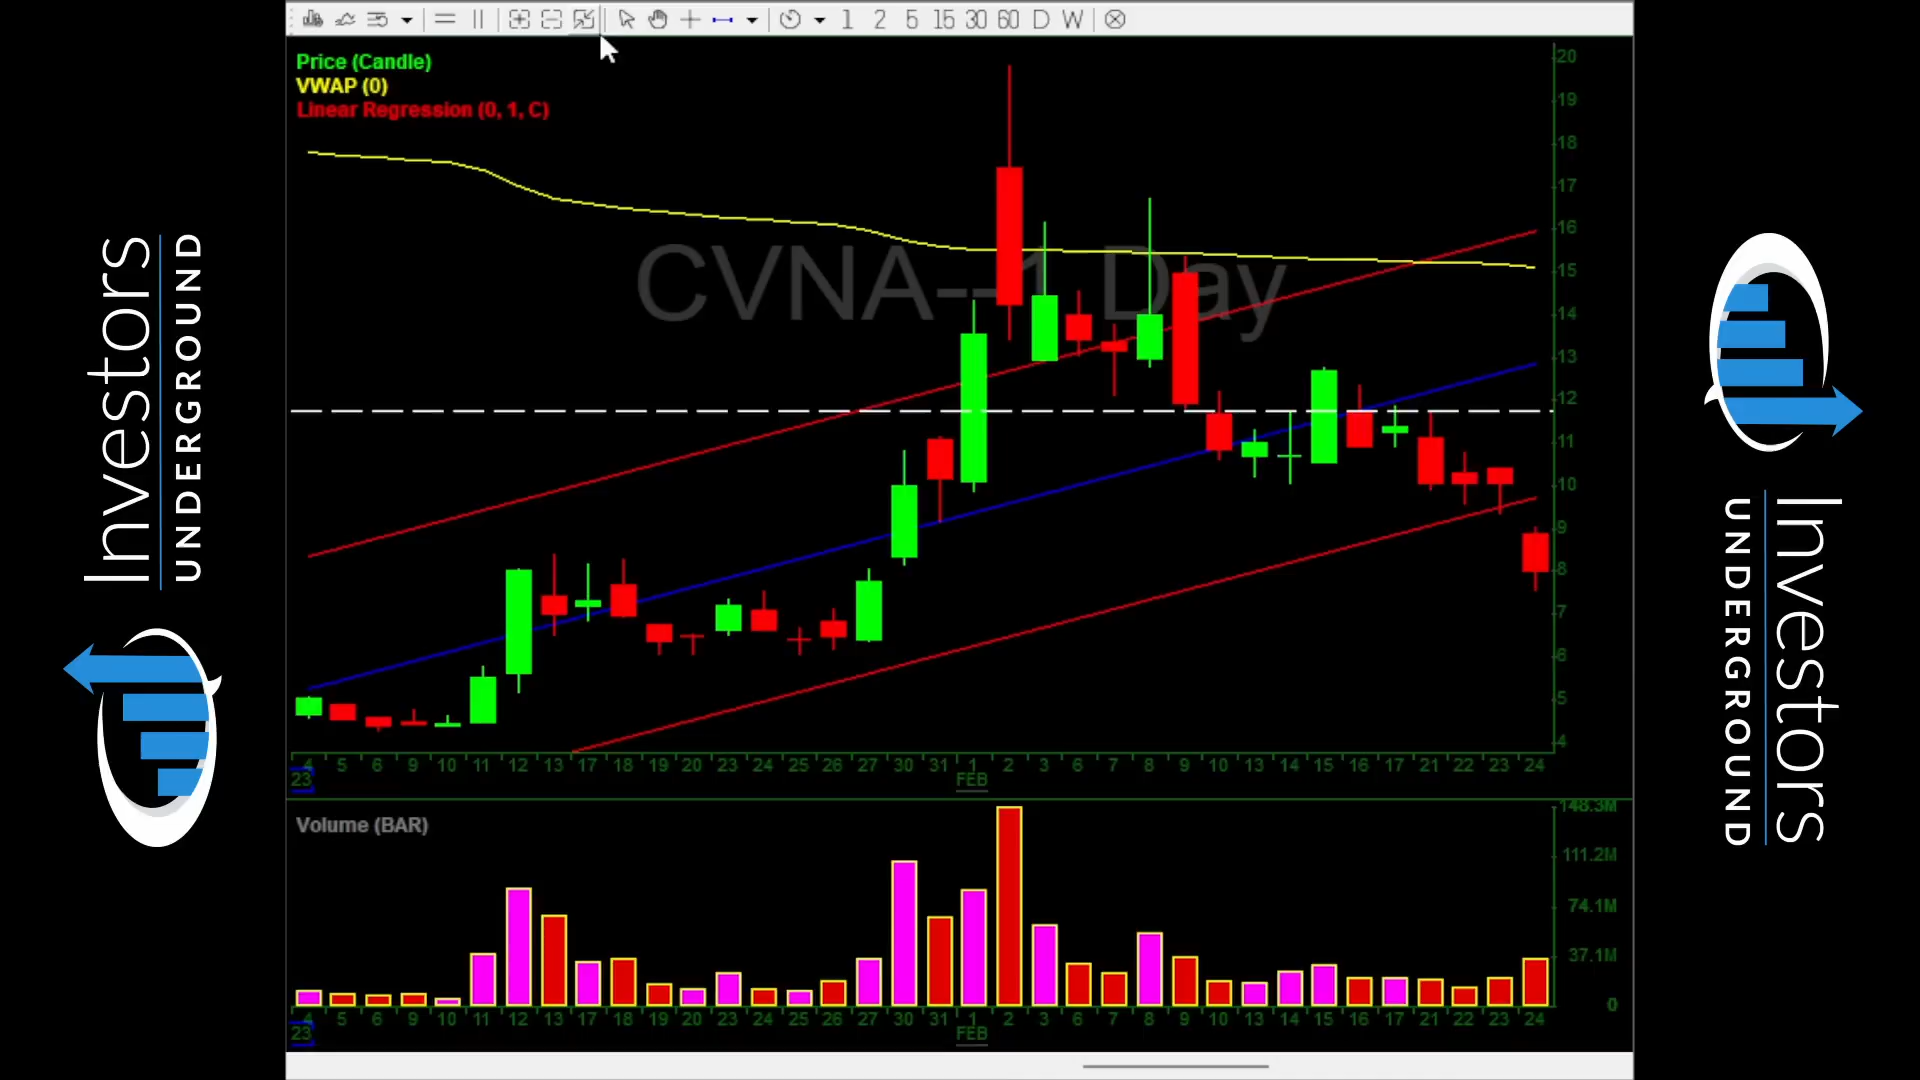 1 2 5 15 30 60 D W
Price (Candle)
VWAP (0)
Linear Regression (0, 1, C)
CVNA--1 Day
20
19
18
17
16
15
14
13
12
11
10
9
8
7
6
5
4
4 5 6 9 10 11 12 13 17 18 19 20 23 24 25 26 27 30 31 1 2 3 6 7 8 9 10 13 14 15 16 17 21 22 23 24
23 FEB
Volume (BAR)
148.3M
111.2M
74.1M
37.1M
0
4 5 6 9 10 11 12 13 17 18 19 20 23 24 25 26 27 30 31 1 2 3 6 7 8 9 10 13 14 15 16 17 21 22 23 24
23 FEB
Investors
UNDERGROUND
Investors
UNDERGROUND